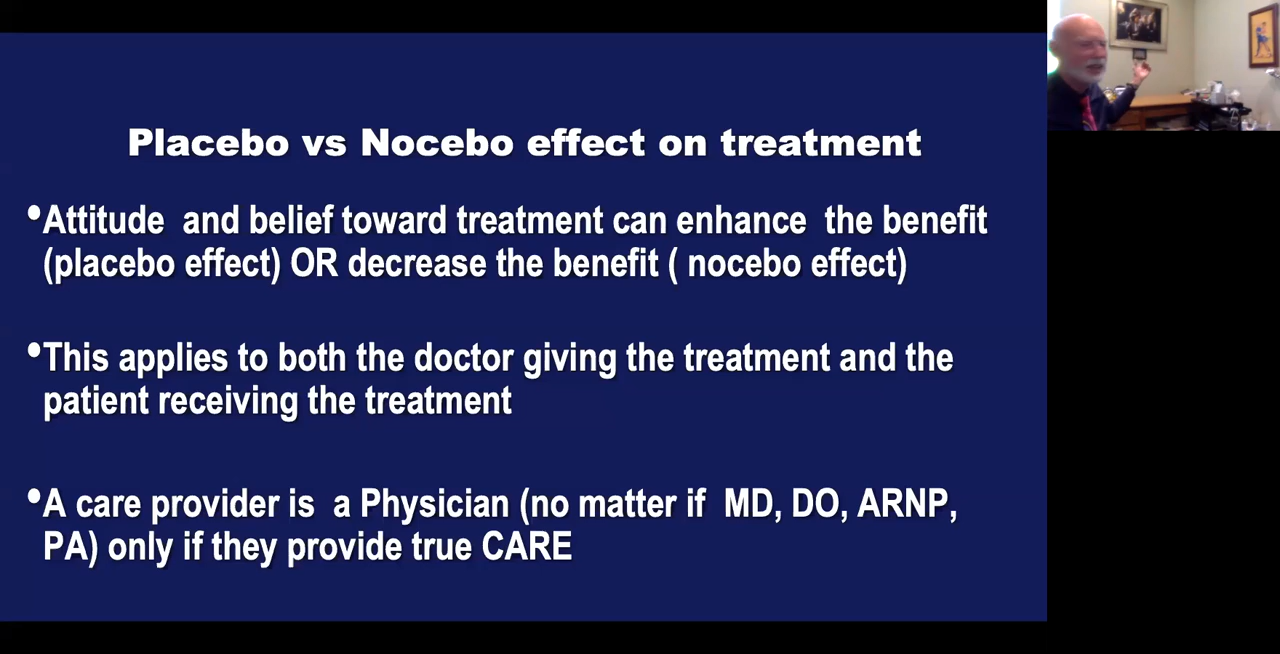 Placebo vs Nocebo effect on treatment
•Attitude and belief toward treatment can enhance the benefit
(placebo effect) OR decrease the benefit ( nocebo effect)
•This applies to both the doctor giving the treatment and the
patient receiving the treatment
•A care provider is a Physician (no matter if MD, DO, ARNP,
PA) only if they provide true CARE